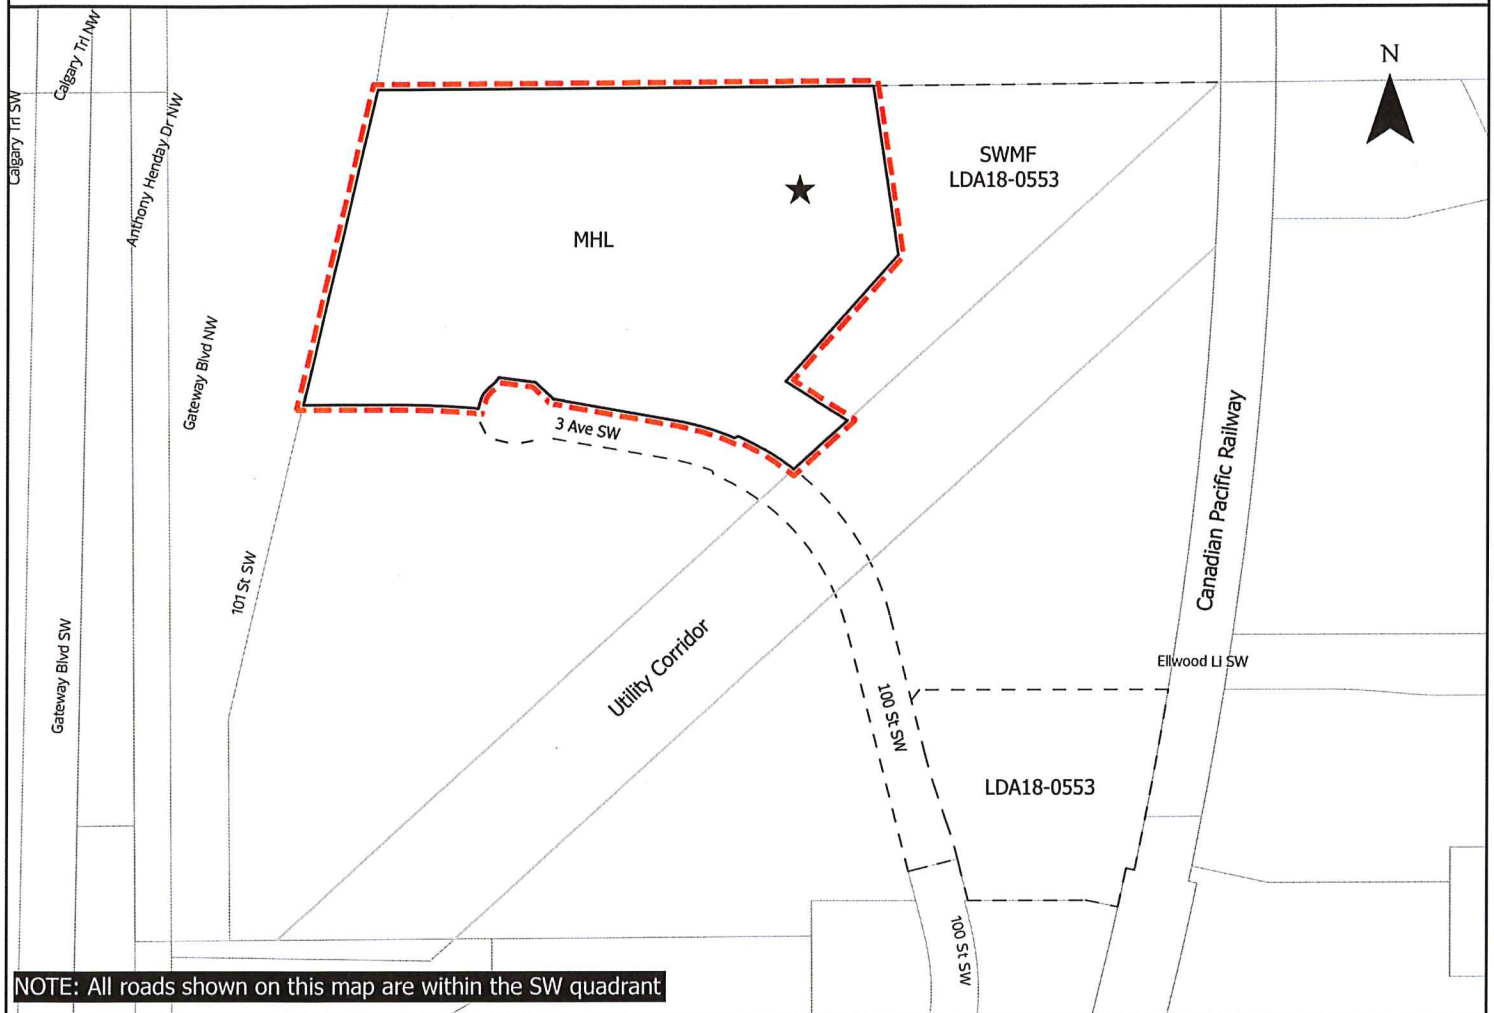 Calgary Trl NW
N
Calgary Trl SW
Anthony Henday Dr NW
SWMF
LDA18-0553
MHL
Gateway Blvd NW
3 Ave SW
Canadian Pacific Railway
101 St SW
Gateway Blvd SW
Utility Corridor
Ellwood Li SW
100 St SW
LDA18-0553
100 St SW
NOTE: All roads shown on this map are within the SW quadrant